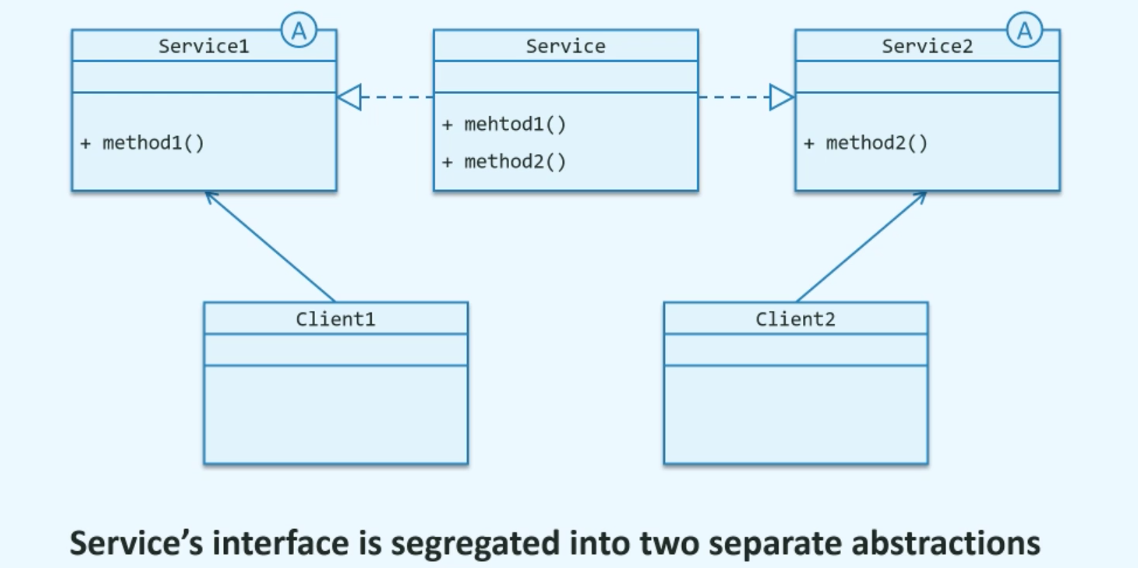 A
A
Service1
Service
Service2
+ method1()
+ mehtod1()
+ method2()
+ method2()
Client1
Client2
Service’s interface is segregated into two separate abstractions